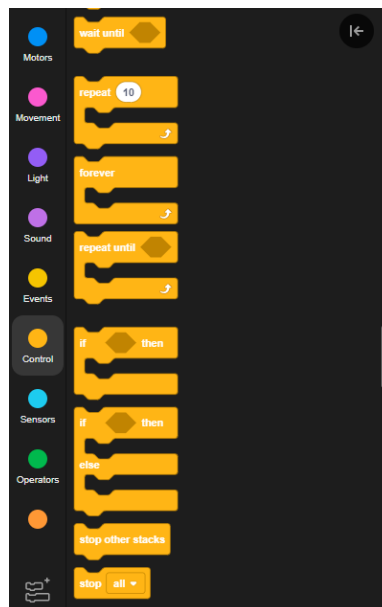 wait until
Motors
repeat 10
Movement
forever
Light
Sound
repeat until
Events
if then
Control
Sensors
if then
else
Operators
stop other stacks
stop all